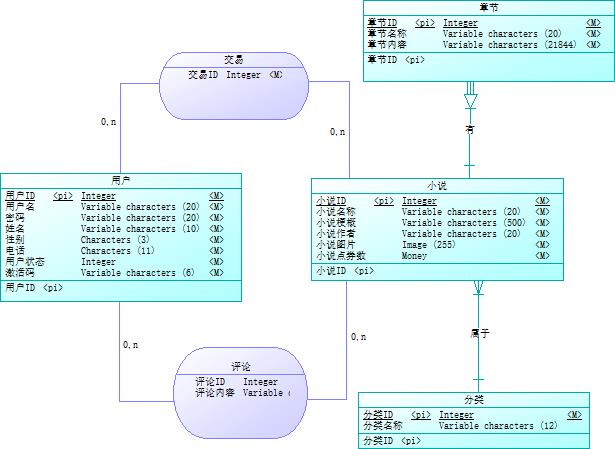 章节
章节ID <pi> Integer <M>
章节名称 Variable characters (20) <M>
章节内容 Variable characters (21844) <M>
章节ID <pi>
交易
交易ID Integer <M>
0,n
0,n
有
用户
用户ID <pi> Integer <M>
用户名 Variable characters (20) <M>
密码 Variable characters (20) <M>
姓名 Variable characters (10) <M>
性别 Characters (3) <M>
电话 Characters (11) <M>
用户状态 Integer <M>
激活码 Variable characters (6) <M>
用户ID <pi>
小说
小说ID <pi> Integer <M>
小说名称 Variable characters (20) <M>
小说梗概 Variable characters (500) <M>
小说作者 Variable characters (20) <M>
小说图片 Image (255) <M>
小说点券数 Money <M>
小说ID <pi>
0,n
0,n
属于
评论
评论ID Integer
评论内容 Variable
分类
分类ID <pi> Integer <M>
分类名称 Variable characters (12)
分类ID <pi>